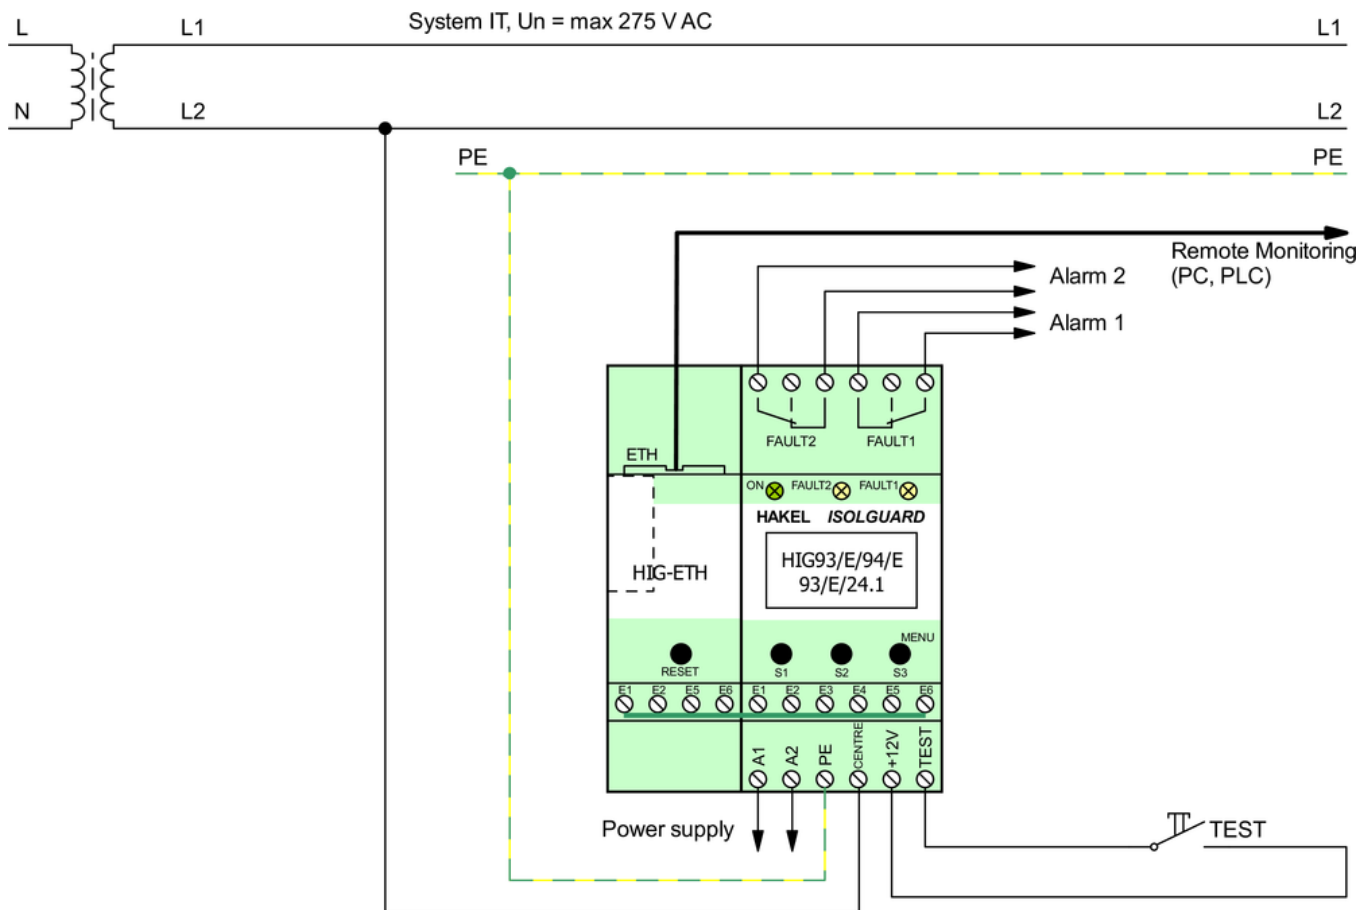 L L1 System IT, Un = max 275 V AC L1
N L2 L2
PE PE
Remote Monitoring
(PC, PLC)
Alarm 2
Alarm 1
FAULT2 FAULT1
ETH
ON FAULT2 FAULT1
HAKEL ISOLGUARD
HIG93/E/94/E
93/E/24.1
HIG-ETH
MENU
RESET S1 S2 S3
E1 E2 E5 E6 E1 E2 E3 E4 E5 E6
A1 A2 PE CENTRE +12V TEST
Power supply
TEST